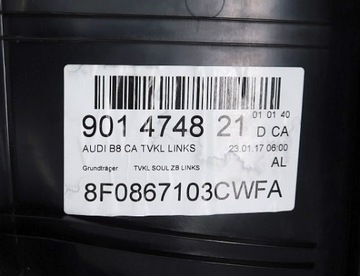 01 01 40
901 4748 21 D CA
AUDI B8 CA TVKL LINKS 23.01.17 06:00
Grundträger TVKL SOUL ZB LINKS AL
8F0867103CWFA